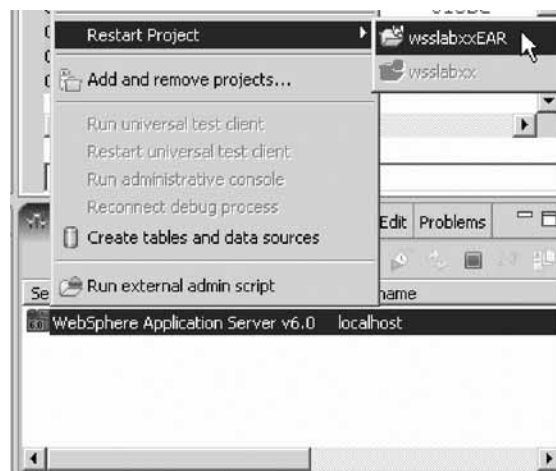 Restart Project
wsslabxxEAR
wsslabxx
Add and remove projects...
Run universal test client
Restart universal test client
Run administrative console
Reconnect debug process
Create tables and data sources
Run external admin script
Edit Problems
Se
name
WebSphere Application Server v6.0 localhost